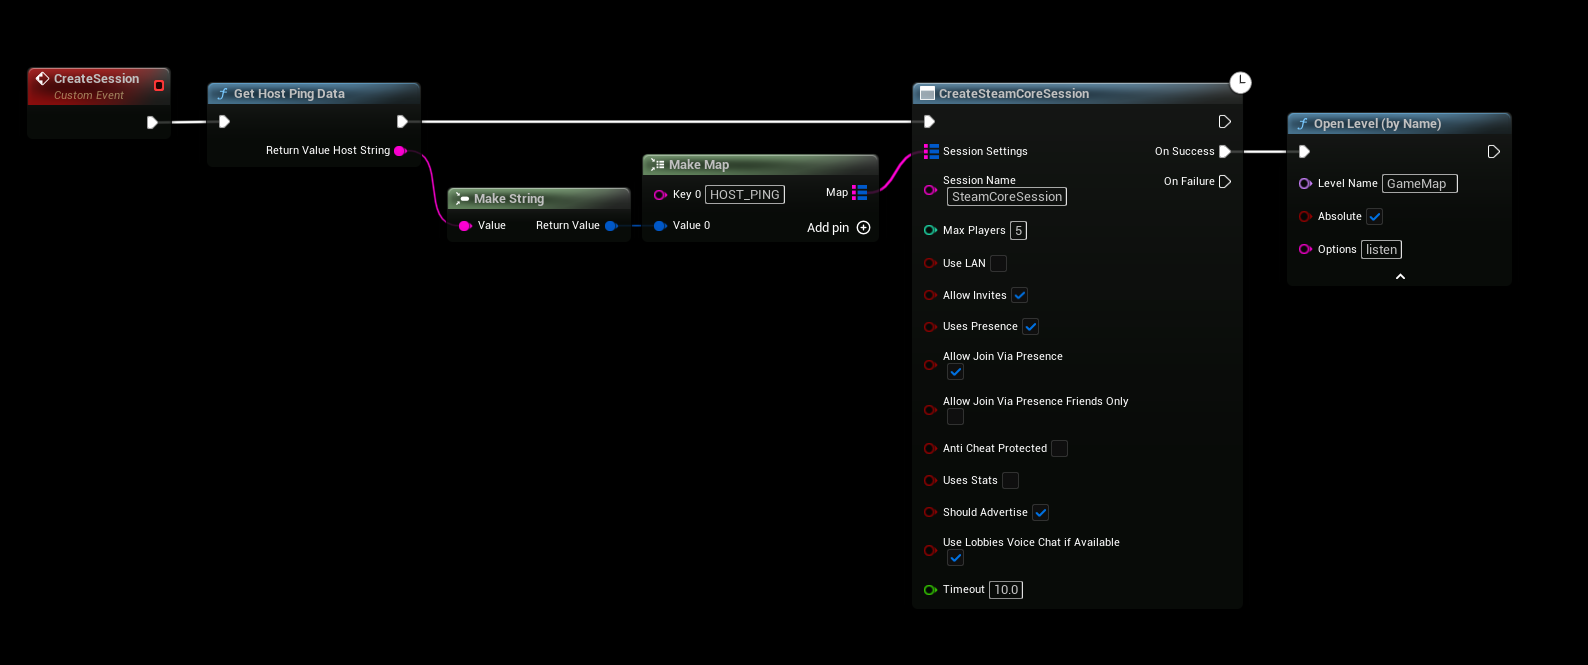 CreateSession
Custom Event
f Get Host Ping Data
Return Value Host String
Make String
Value Return Value
Make Map
Key 0 HOST_PING Map
Value 0 Add pin
CreateSteamCoreSession
Session Settings On Success
Session Name On Failure
SteamCoreSession
Max Players 5
Use LAN
Allow Invites
Uses Presence
Allow Join Via Presence
Allow Join Via Presence Friends Only
Anti Cheat Protected
Uses Stats
Should Advertise
Use Lobbies Voice Chat if Available
Timeout 10.0
f Open Level (by Name)
Level Name GameMap
Absolute
Options listen